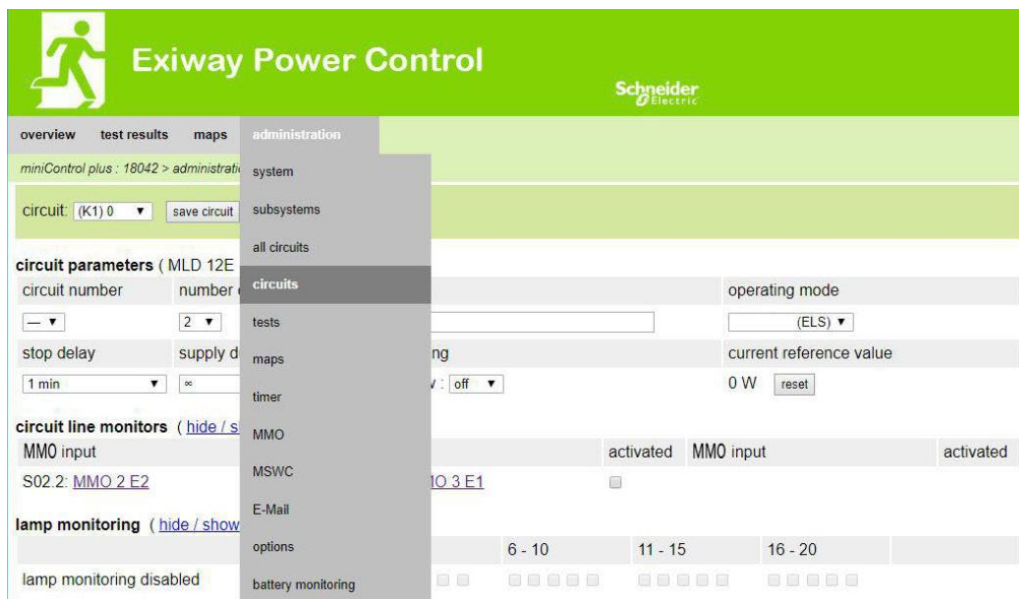 Exiway Power Control
Schneider
Electric
overview test results maps administration
miniControl plus : 18042 > administrati
system
circuit: (K1) 0 save circuit
subsystems
all circuits
circuit parameters ( MLD 12E
circuits
circuit number number operating mode
— 2 (ELS)
tests
stop delay supply d ng current reference value
maps
1 min ∞ : off 0 W reset
timer
circuit line monitors ( hide / s
MMO
MMO input activated MMO input activated
MSWC
S02.2: MMO 2 E2 MO 3 E1
E-Mail
lamp monitoring ( hide / show
options
6 - 10 11 - 15 16 - 20
lamp monitoring disabled
battery monitoring